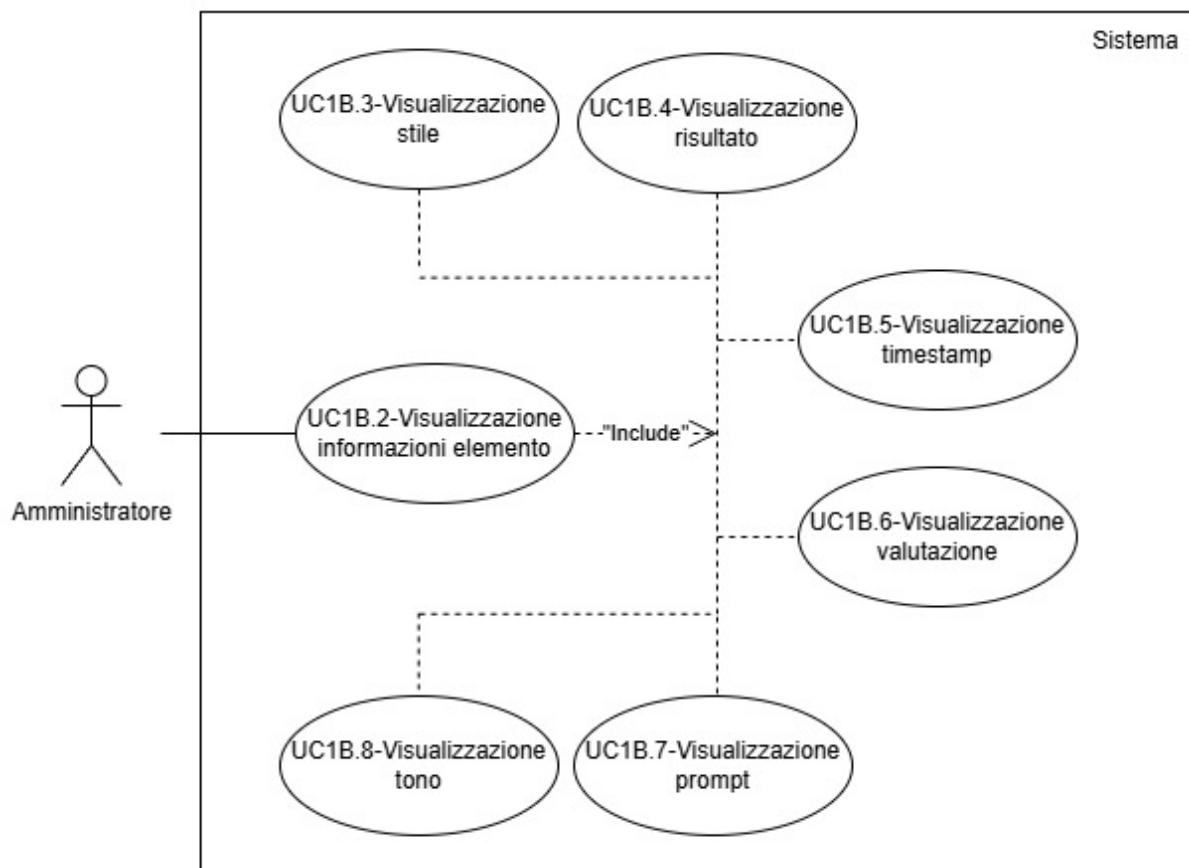 Sistema
UC1B.3-Visualizzazione
stile
UC1B.4-Visualizzazione
risultato
UC1B.5-Visualizzazione
timestamp
UC1B.2-Visualizzazione
informazioni elemento
"Include"
Amministratore
UC1B.6-Visualizzazione
valutazione
UC1B.8-Visualizzazione
tono
UC1B.7-Visualizzazione
prompt